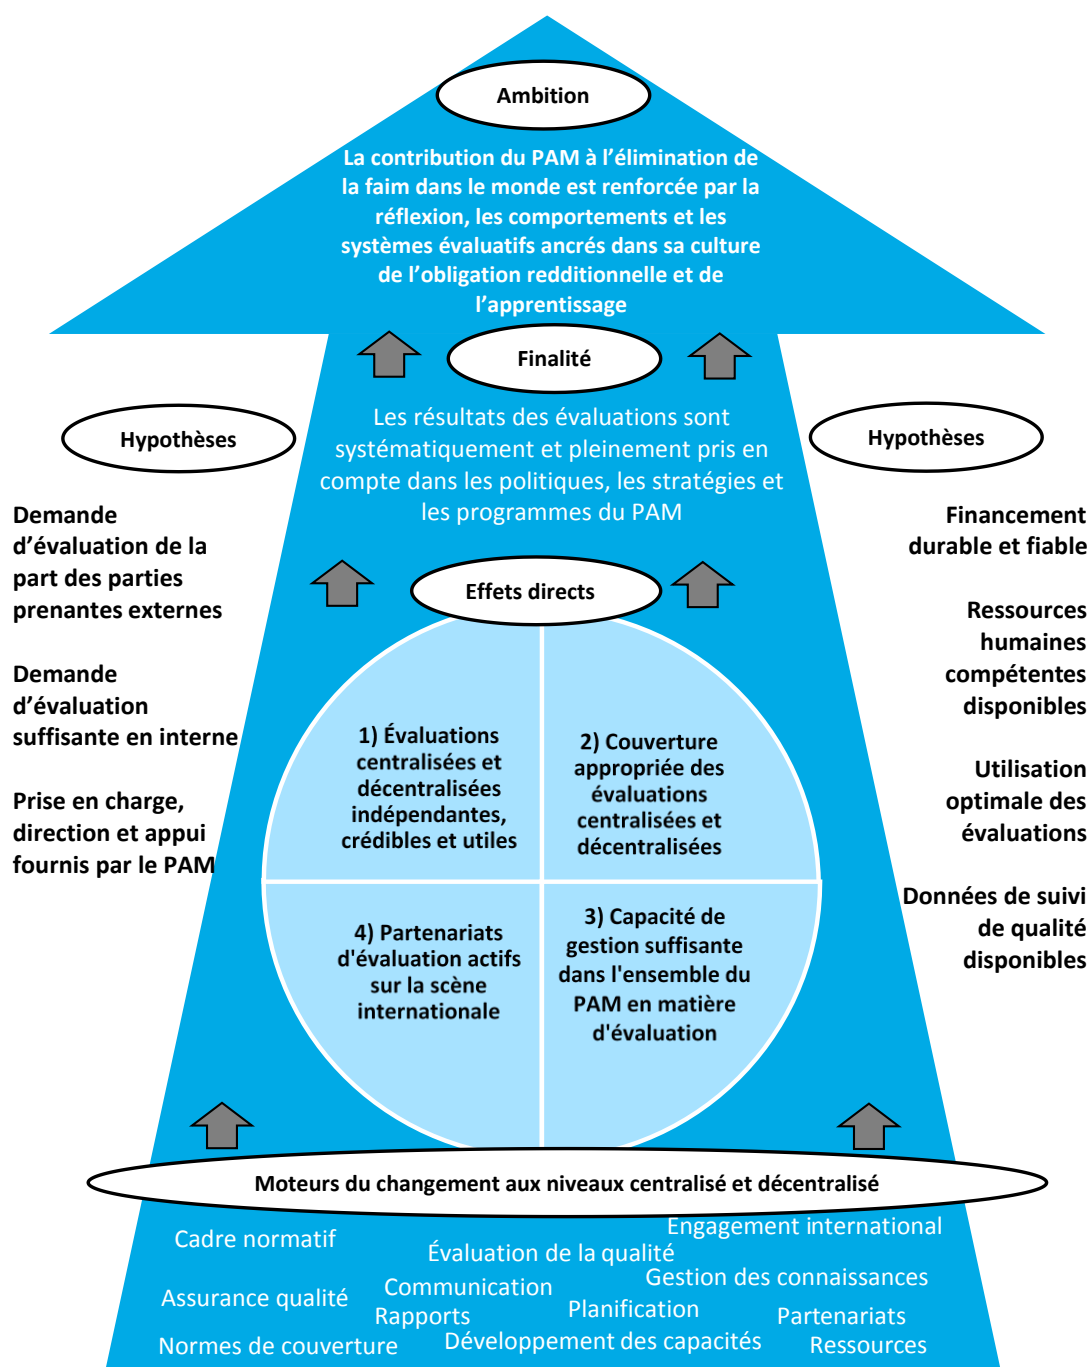 Ambition
La contribution du PAM à l’élimination de
la faim dans le monde est renforcée par la
réflexion, les comportements et les
systèmes évaluatifs ancrés dans sa culture
de l’obligation redditionnelle et de
l’apprentissage
Finalité
Les résultats des évaluations sont
systématiquement et pleinement pris en
compte dans les politiques, les stratégies et
les programmes du PAM
Hypothèses
Demande
d’évaluation de la
part des parties
prenantes externes
Demande
d’évaluation
suffisante en interne
Prise en charge,
direction et appui
fournis par le PAM
Hypothèses
Financement
durable et fiable
Ressources
humaines
compétentes
disponibles
Utilisation
optimale des
évaluations
Données de suivi
de qualité
disponibles
Effets directs
1) Évaluations
centralisées et
décentralisées
indépendantes,
crédibles et utiles
2) Couverture
appropriée des
évaluations
centralisées et
décentralisées
4) Partenariats
d'évaluation actifs
sur la scène
internationale
3) Capacité de
gestion suffisante
dans l'ensemble du
PAM en matière
d'évaluation
Moteurs du changement aux niveaux centralisé et décentralisé
Engagement international
Cadre normatif
Évaluation de la qualité
Gestion des connaissances
Communication
Assurance qualité
Planification
Rapports
Partenariats
Développement des capacités
Normes de couverture
Ressources